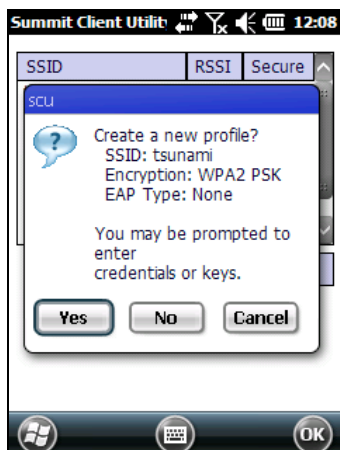 Summit Client Utilit 12:08
SSID RSSI Secure
scu
Create a new profile?
SSID: tsunami
Encryption: WPA2 PSK
EAP Type: None
You may be prompted to
enter
credentials or keys.
Yes No Cancel
OK